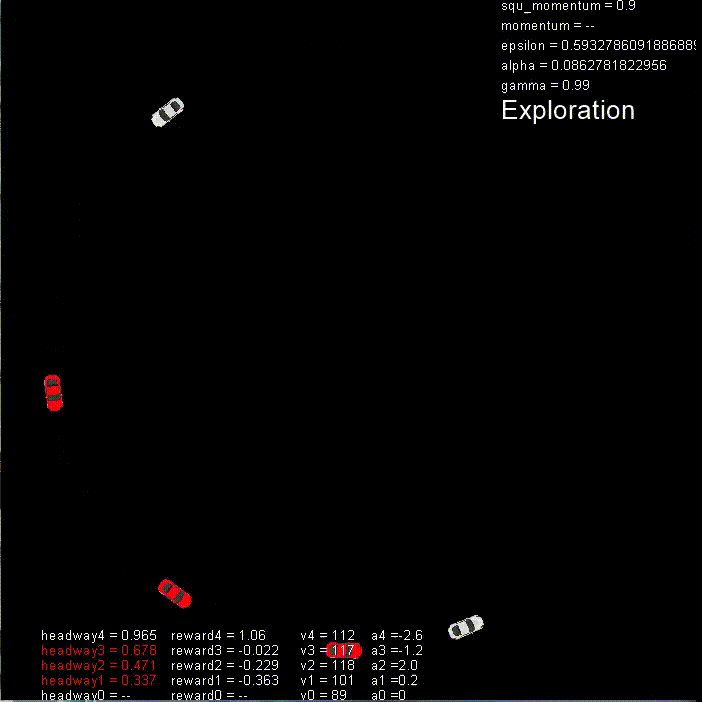 squ_momentum = 0.9
momentum = --
epsilon = 0.593278609188688
alpha = 0.0862781822956
gamma = 0.99
Exploration
headway4 = 0.965 reward4 = 1.06 v4 = 112 a4 =-2.6
headway3 = 0.678 reward3 = -0.022 v3 = 117 a3 =-1.2
headway2 = 0.471 reward2 = -0.229 v2 = 118 a2 = 2.0
headway1 = 0.337 reward1 = -0.363 v1 = 101 a1 =0.2
headway0 = -- reward0 = -- v0 = 89 a0 =0